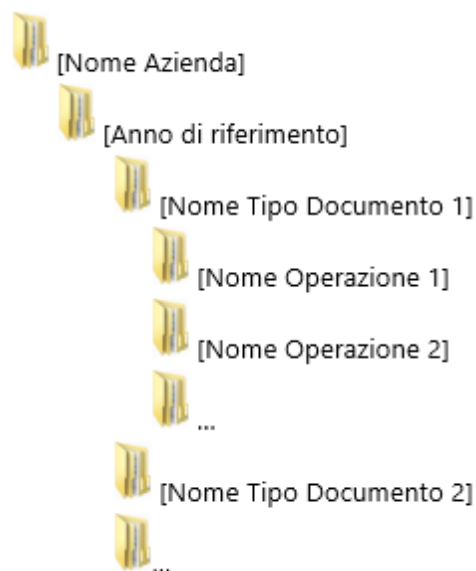 [Nome Azienda]
[Anno di riferimento]
[Nome Tipo Documento 1]
[Nome Operazione 1]
[Nome Operazione 2]
...
[Nome Tipo Documento 2]
...